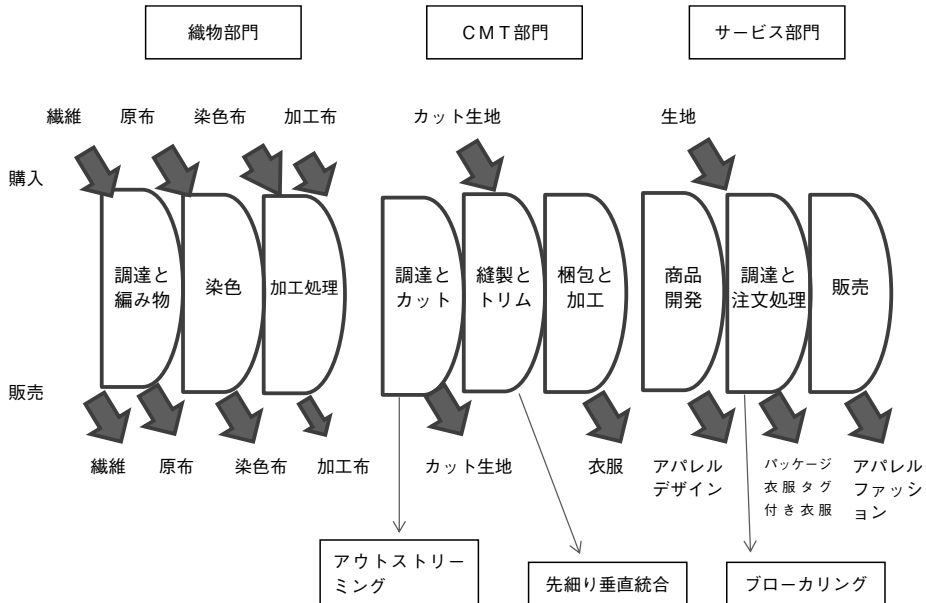 織物部門
ＣＭＴ部門
サービス部門
繊維
原布
染色布
加工布
カット生地
生地
購入
調達と
編み物
染色
加工処理
調達と
カット
縫製と
トリム
梱包と
加工
商品
開発
調達と
注文処理
販売
販売
繊維
原布
染色布
加工布
カット生地
衣服
アパレル
デザイン
パッケージ
衣服タグ
付き衣服
アパレル
ファッシ
ョン
アウトストリー
ミング
先細り垂直統合
ブローカリング